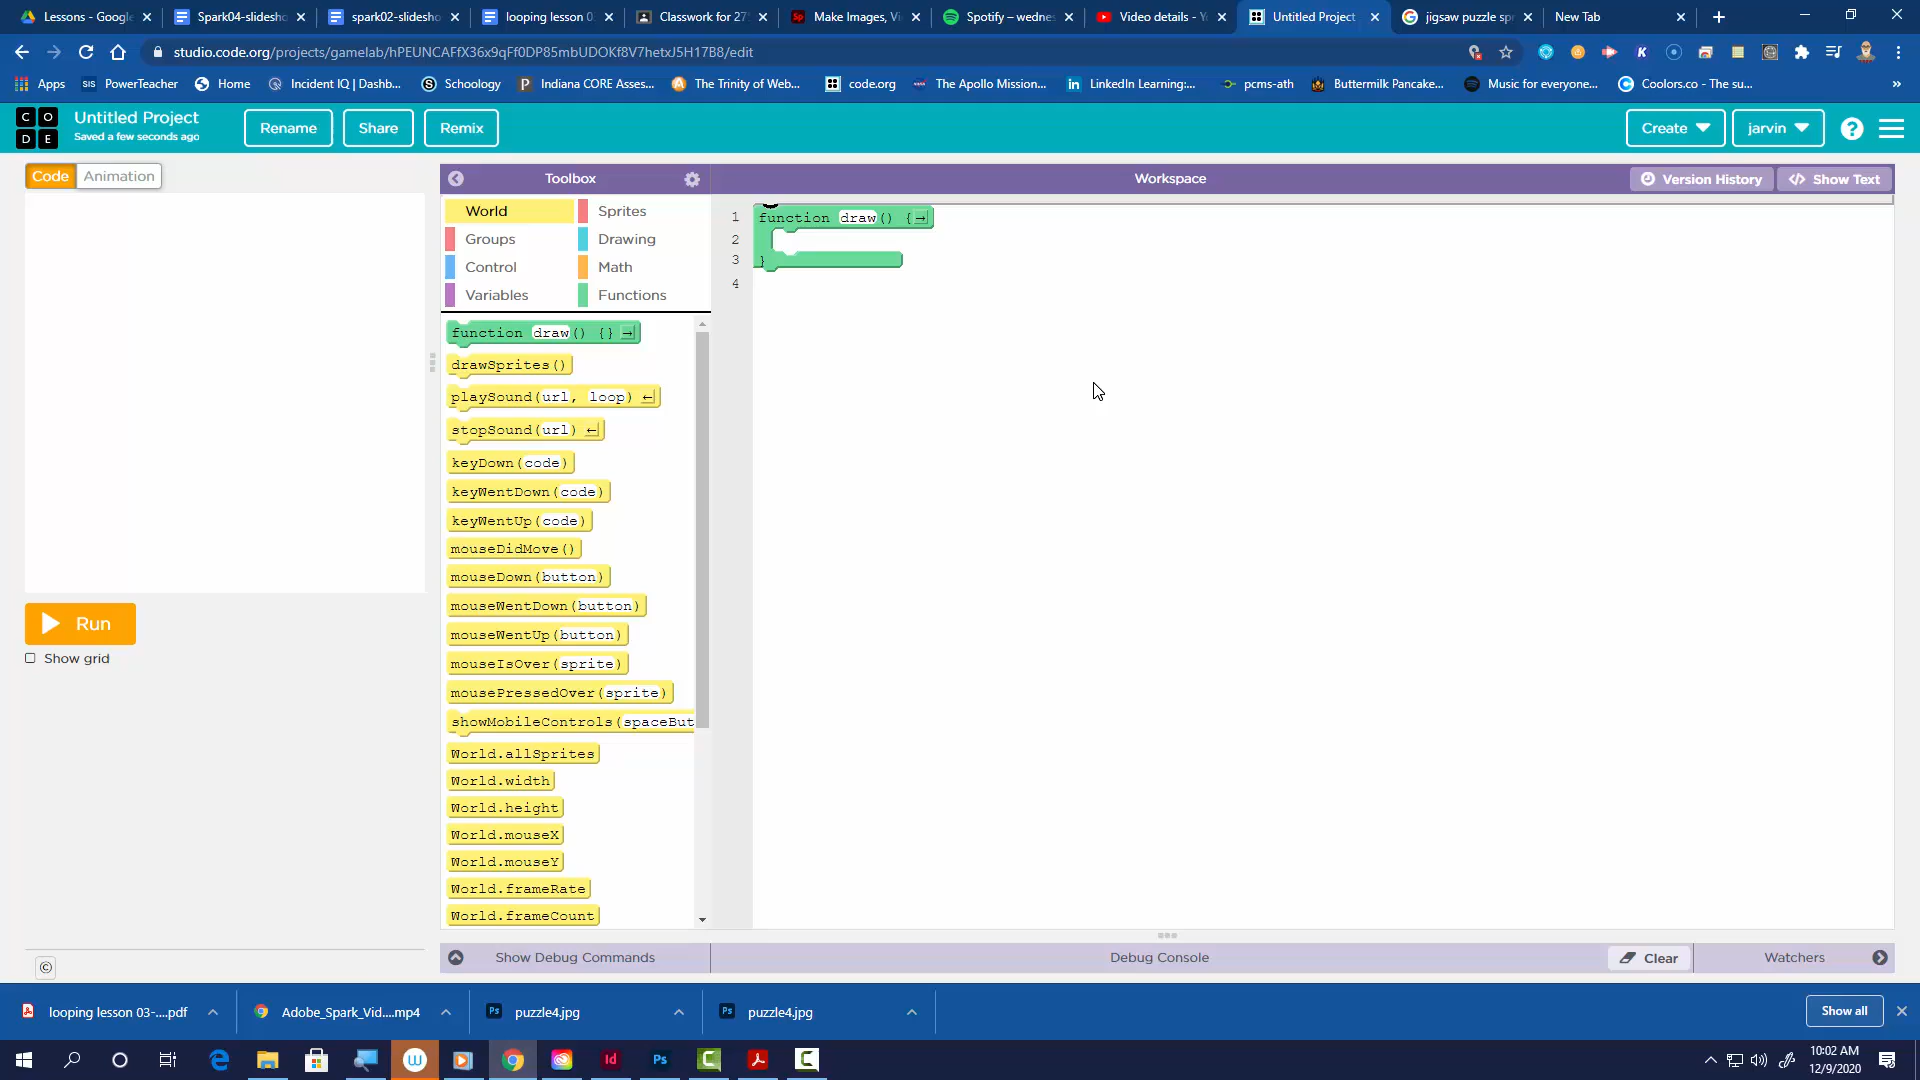 Lessons - Google
Spark04-slidesho
spark02-slidesho
looping lesson 0
Classwork for 27
Make Images, Vi
Spotify – wednes
Video details - Y
Untitled Project
jigsaw puzzle sp
New Tab
studio.code.org/projects/gamelab/hPEUNCAFfX36x9qFf0DP85mbUDOKf8V7hetxJ5H17B8/edit
Apps
SIS PowerTeacher
Home
Incident IQ | Dashb...
Schoology
Indiana CORE Asses...
The Trinity of Web...
code.org
The Apollo Mission...
LinkedIn Learning:...
pcms-ath
Buttermilk Pancake...
Music for everyone...
Coolors.co - The su...
CODE
Untitled Project
Saved a few seconds ago
Rename
Share
Remix
Create
jarvin
Code
Animation
Toolbox
Workspace
Version History
Show Text
World
Sprites
Groups
Drawing
Control
Math
Variables
Functions
function draw() {}
drawSprites()
playSound(url, loop)
stopSound(url)
keyDown(code)
keyWentDown(code)
keyWentUp(code)
mouseDidMove()
mouseDown(button)
mouseWentDown(button)
mouseWentUp(button)
mouseIsOver(sprite)
mousePressedOver(sprite)
showMobileControls(spaceBut
World.allSprites
World.width
World.height
World.mouseX
World.mouseY
World.frameRate
World.frameCount
1 function draw() {
2
3 }
4
Run
Show grid
Show Debug Commands
Debug Console
Clear
Watchers
looping lesson 03-....pdf
Adobe_Spark_Vid....mp4
puzzle4.jpg
puzzle4.jpg
Show all
10:02 AM
12/9/2020